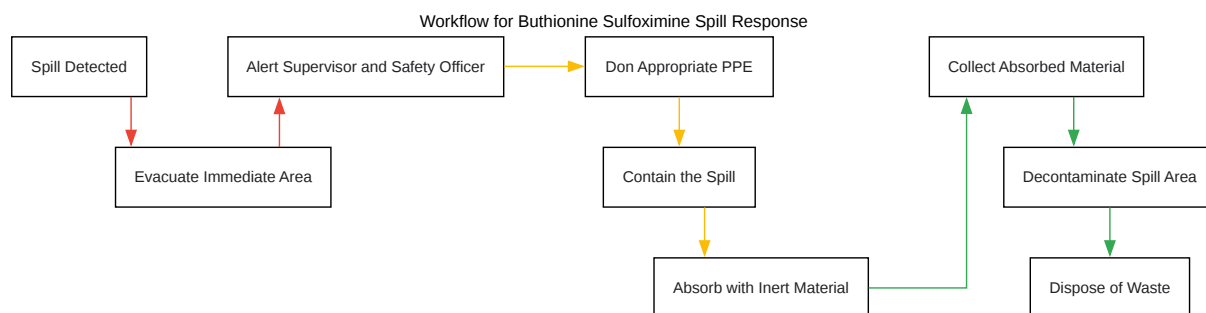 Workflow for Buthionine Sulfoximine Spill Response
Spill Detected
Evacuate Immediate Area
Alert Supervisor and Safety Officer
Don Appropriate PPE
Contain the Spill
Absorb with Inert Material
Collect Absorbed Material
Decontaminate Spill Area
Dispose of Waste